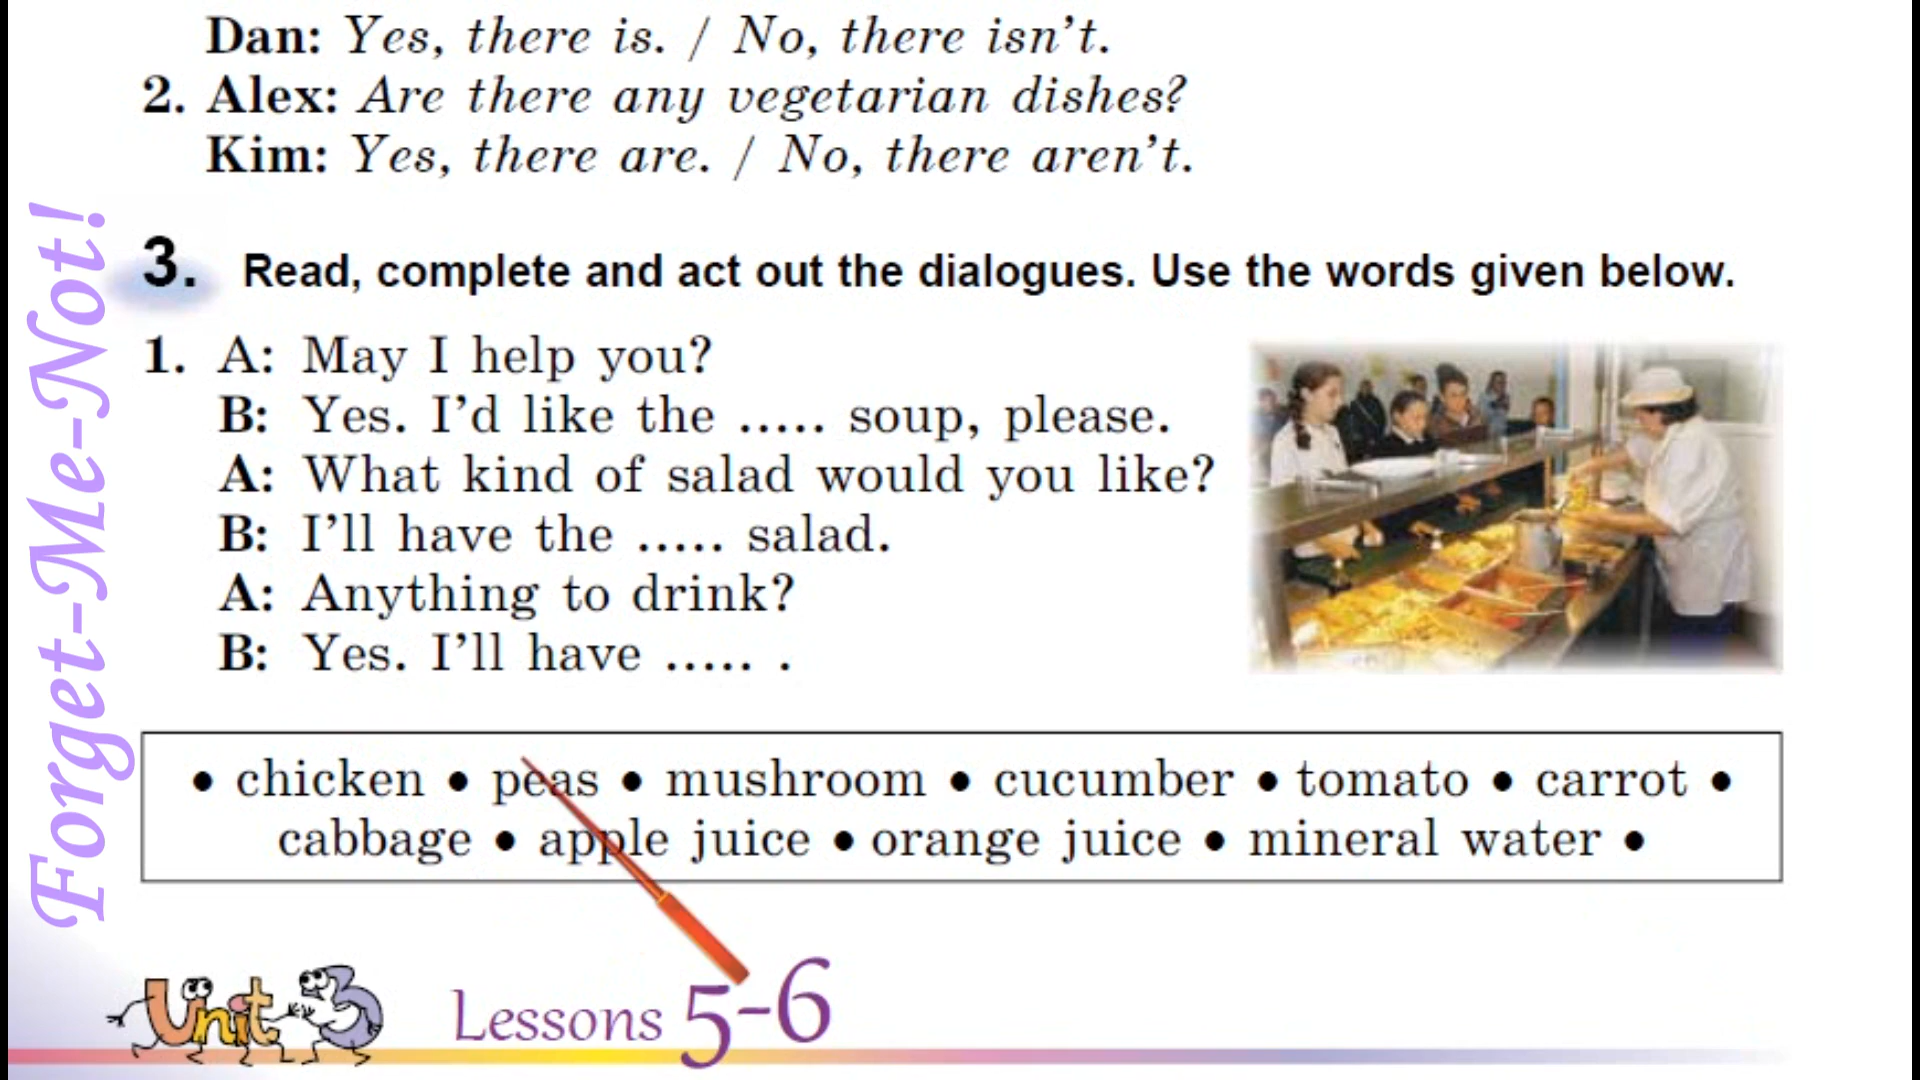 Dan: Yes, there is. / No, there isn't.
2. Alex: Are there any vegetarian dishes?
Kim: Yes, there are. / No, there aren't.
Forget-Me-Not!
3. Read, complete and act out the dialogues. Use the words given below.
1. A: May I help you?
B: Yes. I'd like the ..... soup, please.
A: What kind of salad would you like?
B: I'll have the ..... salad.
A: Anything to drink?
B: Yes. I'll have ..... .
• chicken • peas • mushroom • cucumber • tomato • carrot •
cabbage • apple juice • orange juice • mineral water •
Unit 3 Lessons 5-6